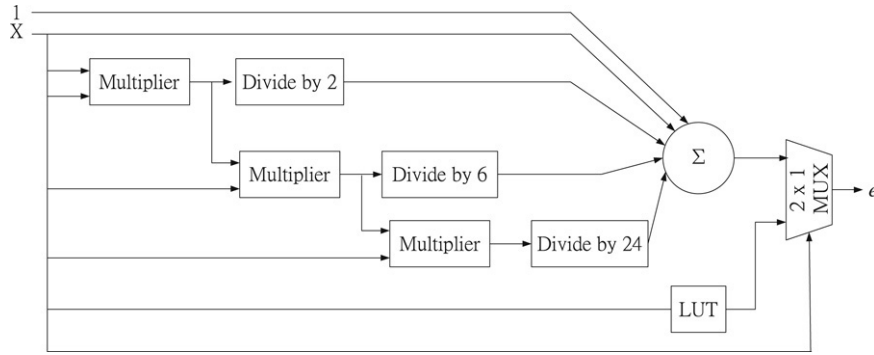 1
X
Multiplier
Divide by 2
Multiplier
Divide by 6
Multiplier
Divide by 24
Σ
2 x 1
MUX
LUT
e